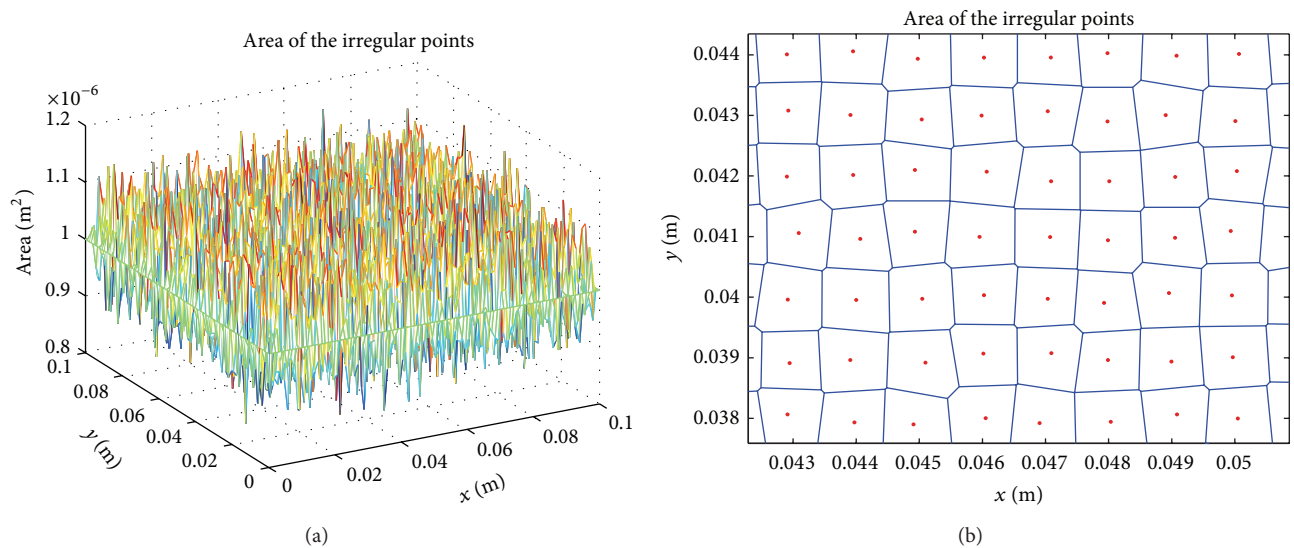 Area of the irregular points
×10−6
1.2
1.1
1
0.9
0.8
Area (m2)
0.1
0.08
0.06
0.04
0.02
0
y (m)
0
0.02
0.04
0.06
0.08
0.1
x (m)
(a)
Area of the irregular points
0.044
0.043
0.042
0.041
0.04
0.039
0.038
y (m)
0.043 0.044 0.045 0.046 0.047 0.048 0.049 0.05
x (m)
(b)